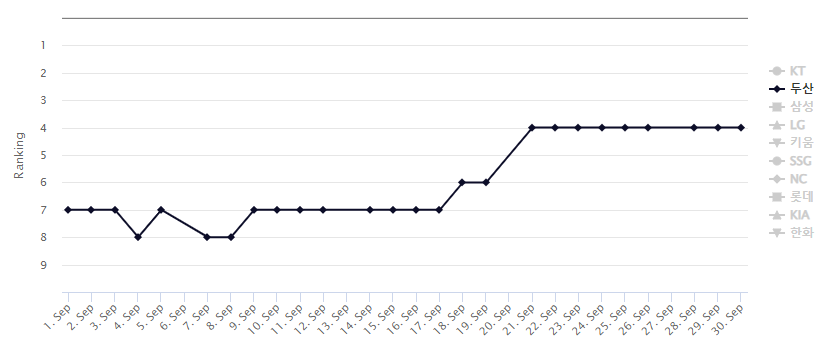 Ranking
1
2
3
4
5
6
7
8
9
1. Sep
2. Sep
3. Sep
4. Sep
5. Sep
6. Sep
7. Sep
8. Sep
9. Sep
10. Sep
11. Sep
12. Sep
13. Sep
14. Sep
15. Sep
16. Sep
17. Sep
18. Sep
19. Sep
20. Sep
21. Sep
22. Sep
23. Sep
24. Sep
25. Sep
26. Sep
27. Sep
28. Sep
29. Sep
30. Sep
KT
두산
삼성
LG
키움
SSG
NC
롯데
KIA
한화